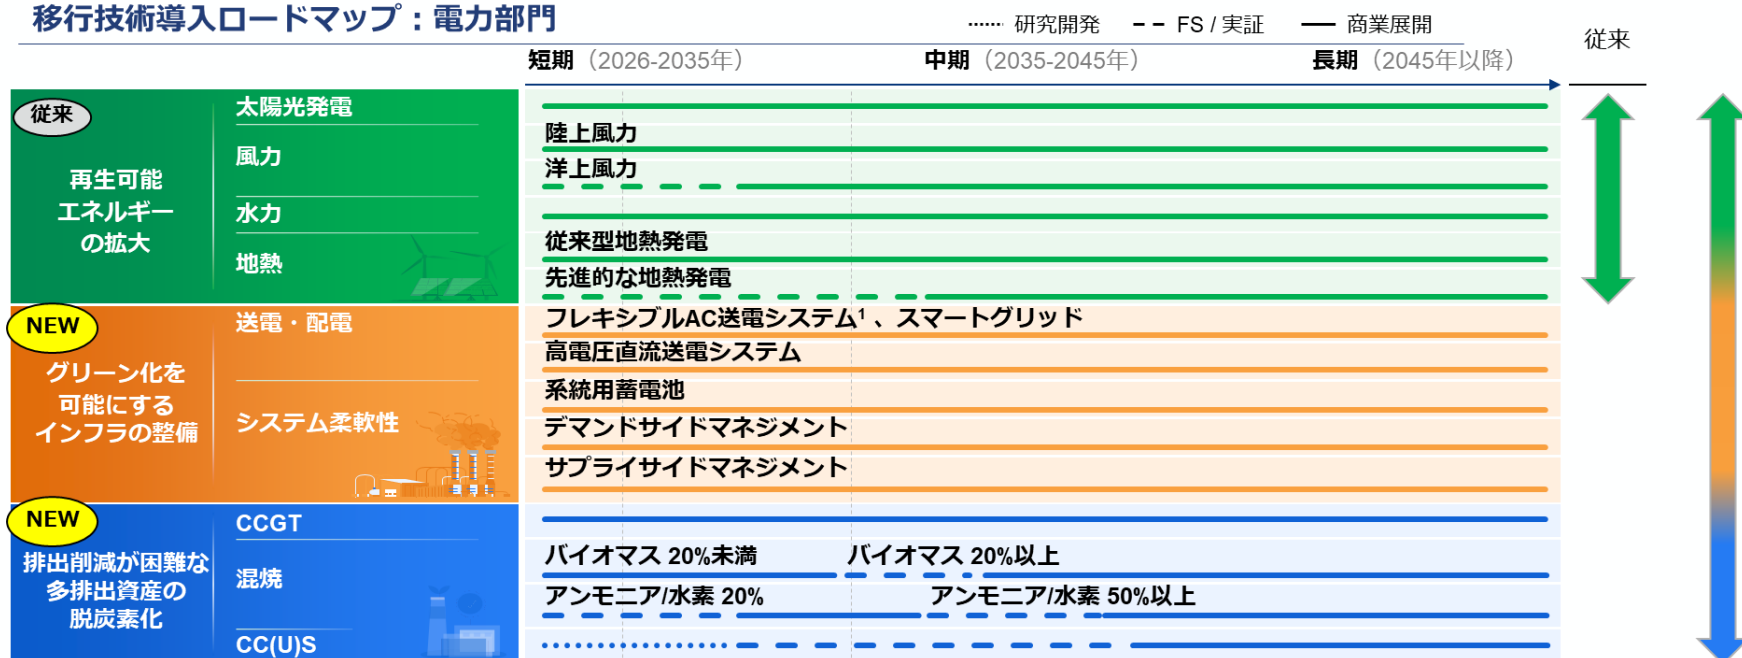 移行技術導入ロードマップ：電力部門
研究開発
FS / 実証
商業展開
従来
短期（2026-2035年）
中期（2035-2045年）
長期（2045年以降）
従来
再生可能
エネルギー
の拡大
太陽光発電
風力
陸上風力
洋上風力
水力
地熱
従来型地熱発電
先進的な地熱発電
NEW
グリーン化を
可能にする
インフラの整備
送電・配電
フレキシブルAC送電システム¹ 、スマートグリッド
高電圧直流送電システム
システム柔軟性
系統用蓄電池
デマンドサイドマネジメント
サプライサイドマネジメント
NEW
排出削減が困難な
多排出資産の
脱炭素化
CCGT
混焼
バイオマス 20%未満
バイオマス 20%以上
アンモニア/水素 20%
アンモニア/水素 50%以上
CC(U)S